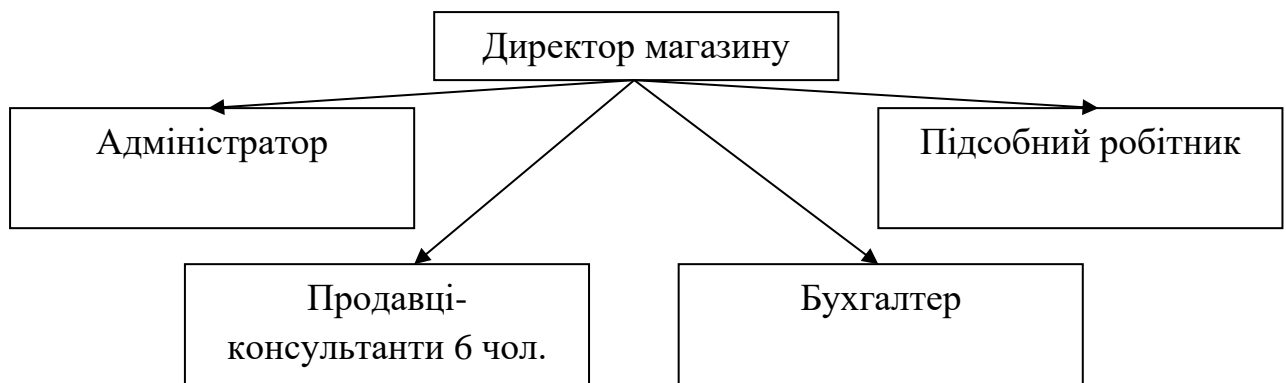 Директор магазину
Адміністратор
Підсобний робітник
Продавці-
консультанти 6 чол.
Бухгалтер